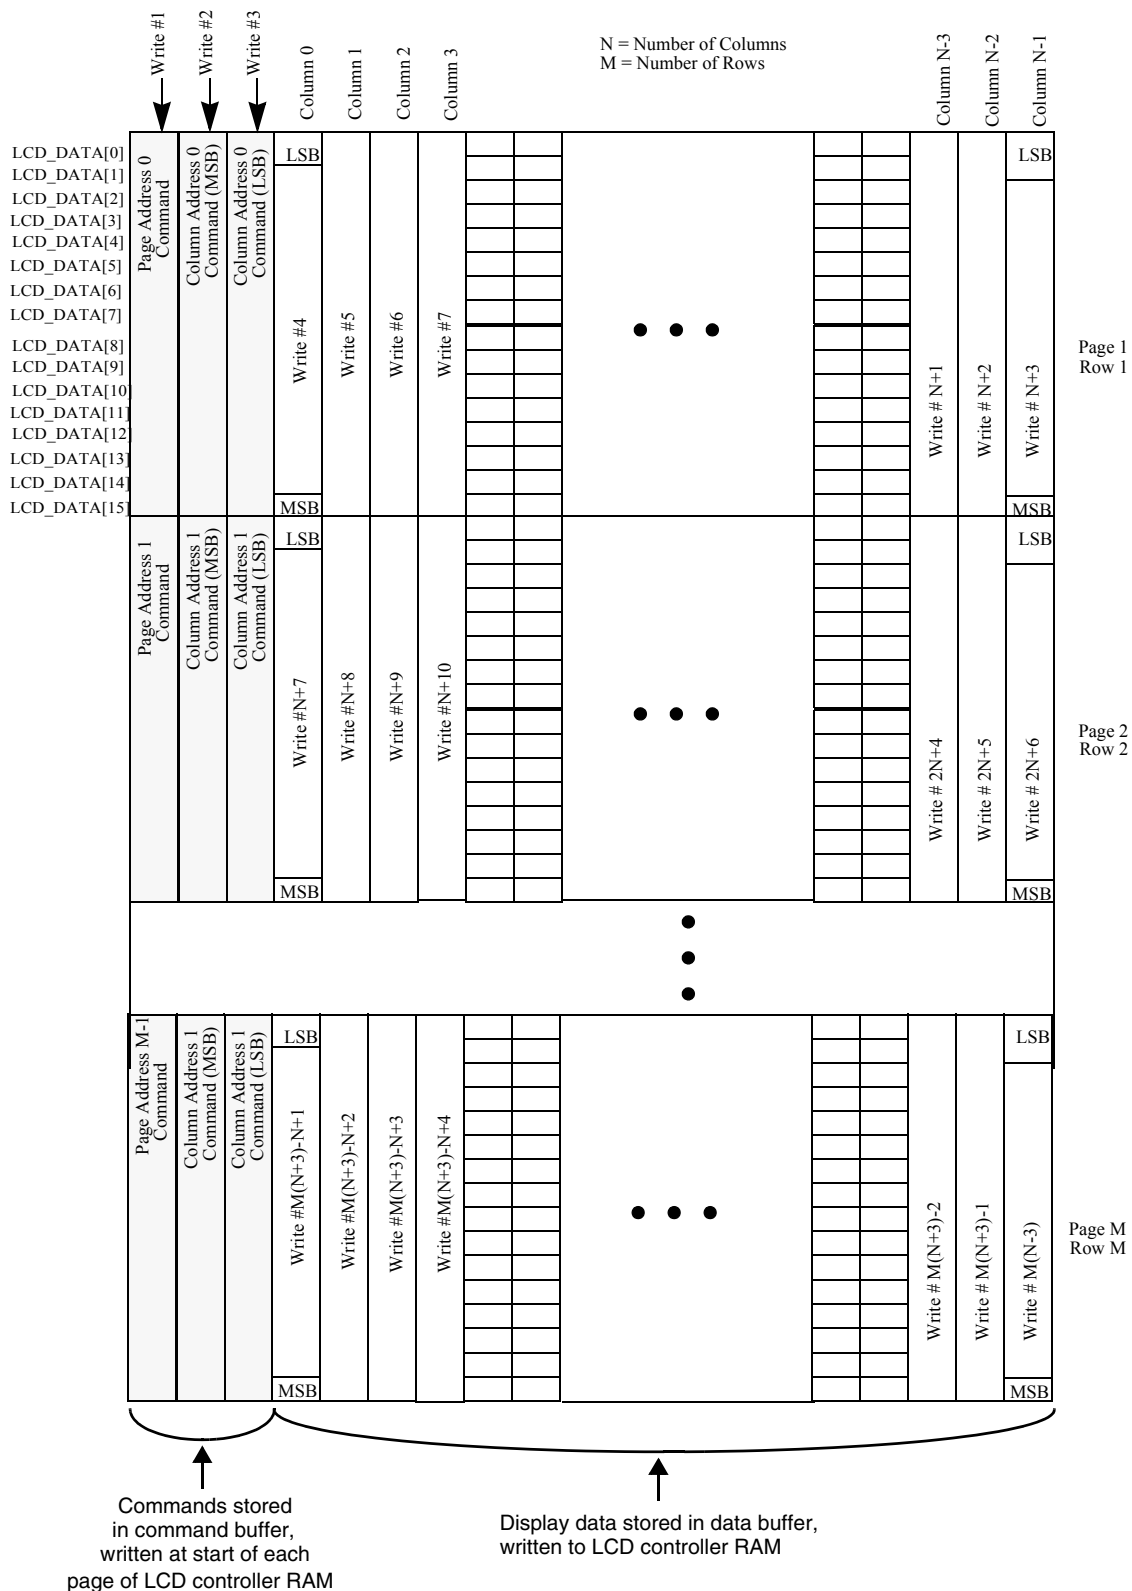 Write #1
Write #2
Write #3
Column 0
Column 1
Column 2
Column 3
N = Number of Columns
M = Number of Rows
Column N-3
Column N-2
Column N-1
LCD_DATA[0]
LCD_DATA[1]
LCD_DATA[2]
LCD_DATA[3]
LCD_DATA[4]
LCD_DATA[5]
LCD_DATA[6]
LCD_DATA[7]
LCD_DATA[8]
LCD_DATA[9]
LCD_DATA[10]
LCD_DATA[11]
LCD_DATA[12]
LCD_DATA[13]
LCD_DATA[14]
LCD_DATA[15]
Page Address 0
Command
Column Address 0
Command (MSB)
Column Address 0
Command (LSB)
LSB
Write #4
MSB
Write #5
Write #6
Write #7
Write # N+1
Write # N+2
LSB
Write # N+3
MSB
Page 1
Row 1
Page Address 1
Command
Column Address 1
Command (MSB)
Column Address 1
Command (LSB)
LSB
Write #N+7
MSB
Write #N+8
Write #N+9
Write #N+10
Write # 2N+4
Write # 2N+5
LSB
Write # 2N+6
MSB
Page 2
Row 2
Page Address M-1
Command
Column Address 1
Command (MSB)
Column Address 1
Command (LSB)
LSB
Write #M(N+3)-N+1
MSB
Write #M(N+3)-N+2
Write #M(N+3)-N+3
Write #M(N+3)-N+4
Write # M(N+3)-2
Write # M(N+3)-1
LSB
Write # M(N-3)
MSB
Page M
Row M
Commands stored
in command buffer,
written at start of each
page of LCD controller RAM
Display data stored in data buffer,
written to LCD controller RAM